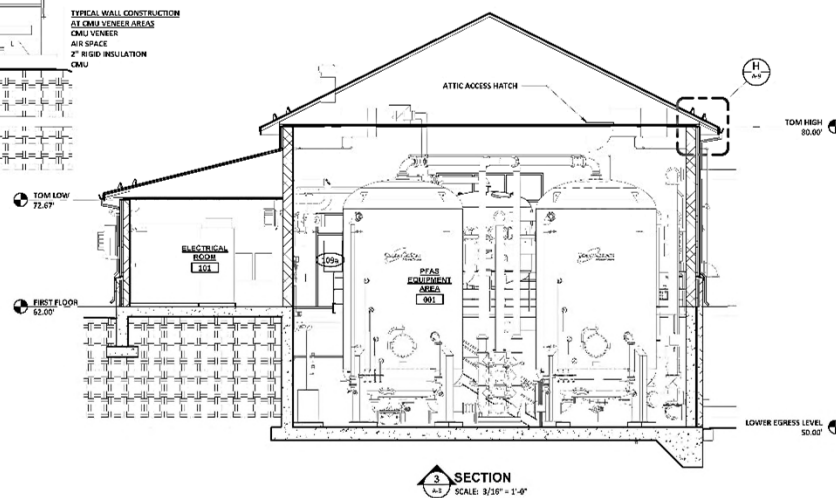 TYPICAL WALL CONSTRUCTION
AT CMU VENEER AREAS
CMU VENEER
AIR SPACE
2" RIGID INSULATION
CMU
ATTIC ACCESS HATCH
H
A-9
TOM HIGH
80.00'
TOM LOW
72.67'
ELECTRICAL
ROOM
101
109a
PFAS
EQUIPMENT
AREA
001
FIRST FLOOR
62.00'
LOWER EGRESS LEVEL
50.00'
3
A-3
SECTION
SCALE: 3/16" = 1'-0"